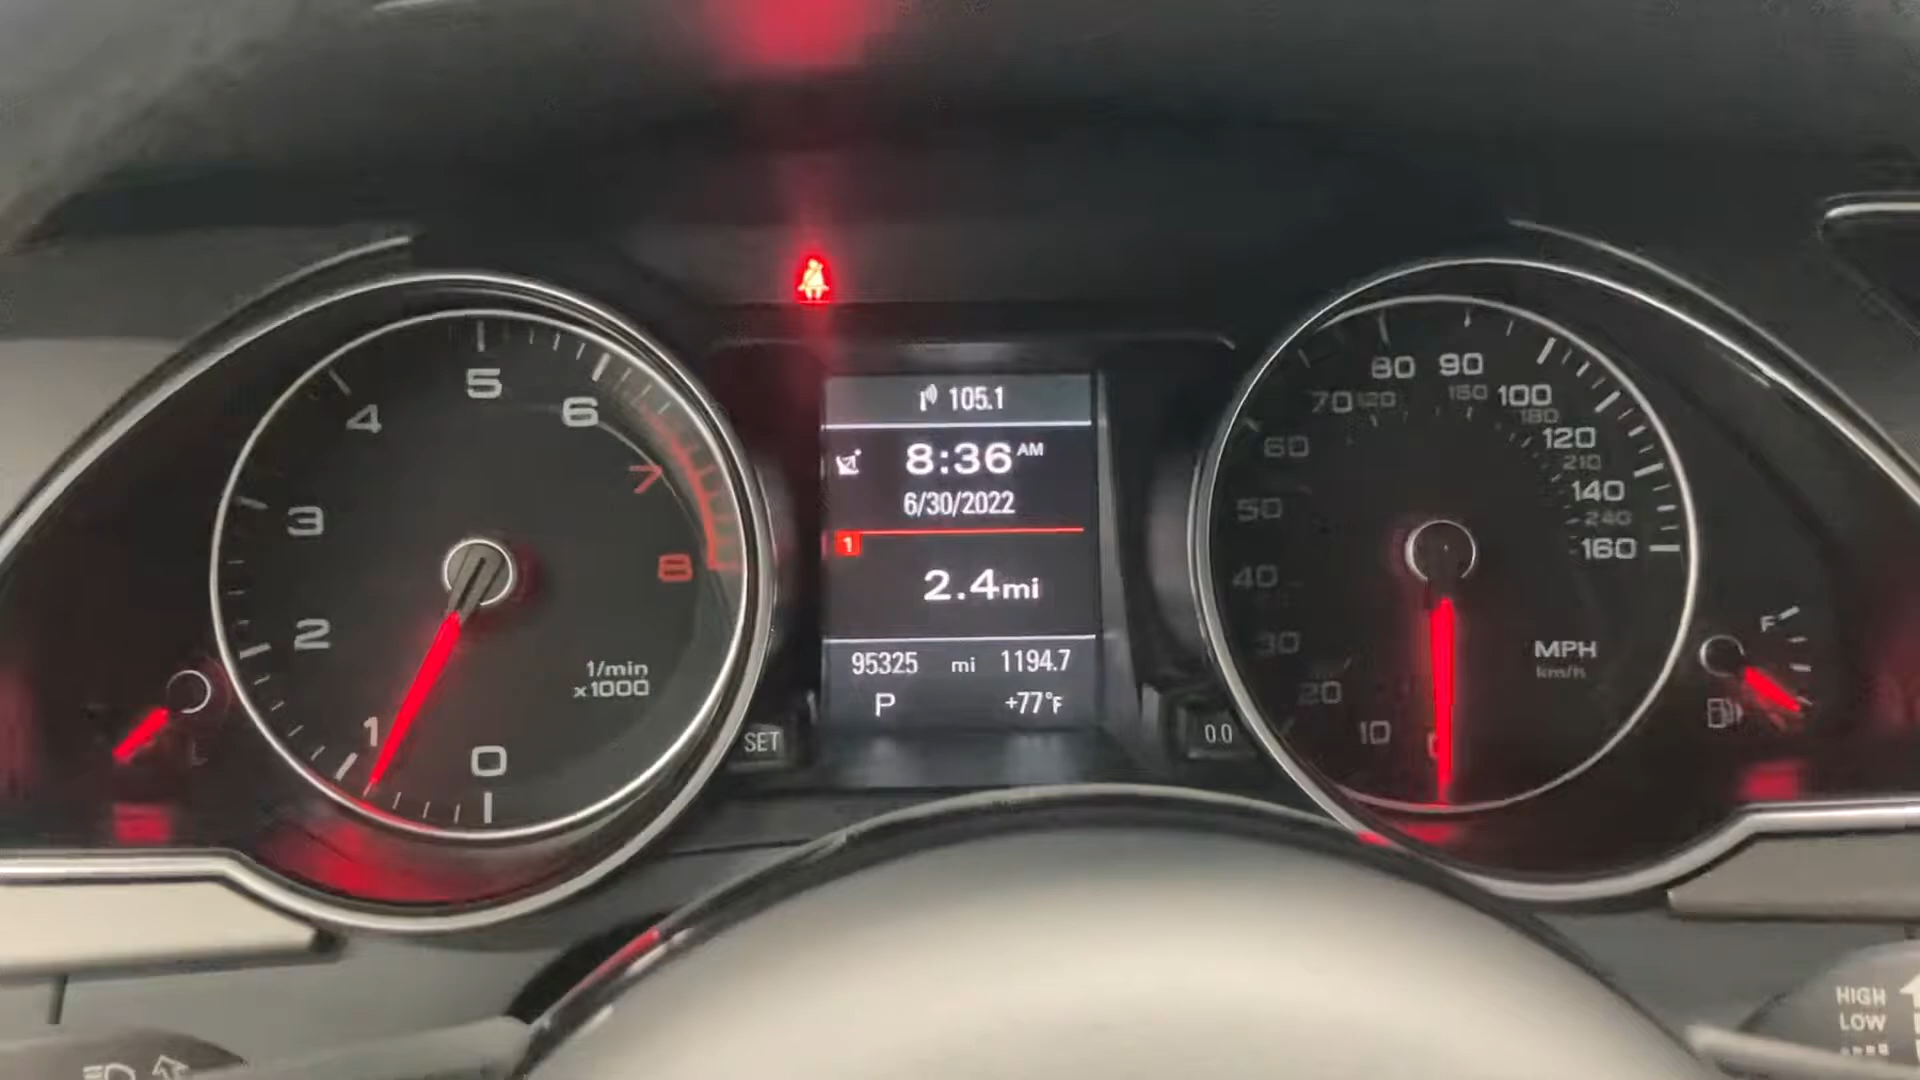 105.1
8:36 AM
6/30/2022
1
2.4 mi
95325 mi 1194.7
P +77°F
0
1
2
3
4
5
6
7
8
1/min
x1000
SET
0.0
10
20
30
40
50
60
70
80
90
100
120
140
160
120
150
180
210
240
MPH
km/h
F
HIGH
LOW